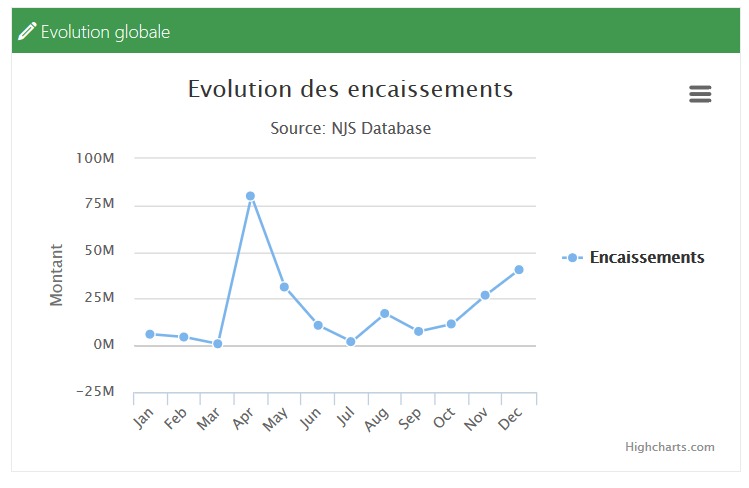 Evolution globale
Evolution des encaissements
Source: NJS Database
100M
75M
50M
25M
0M
−25M
Montant
Encaissements
Jan Feb Mar Apr May Jun Jul Aug Sep Oct Nov Dec
Highcharts.com